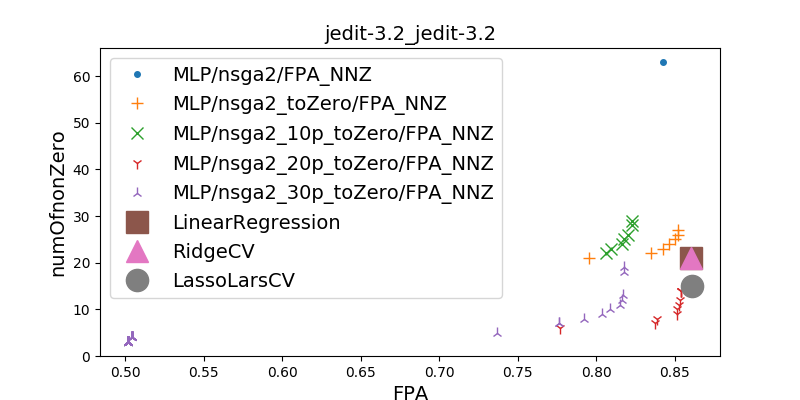 jedit-3.2_jedit-3.2
MLP/nsga2/FPA_NNZ
MLP/nsga2_toZero/FPA_NNZ
MLP/nsga2_10p_toZero/FPA_NNZ
MLP/nsga2_20p_toZero/FPA_NNZ
MLP/nsga2_30p_toZero/FPA_NNZ
LinearRegression
RidgeCV
LassoLarsCV
numOfnonZero
60
50
40
30
20
10
0
0.50 0.55 0.60 0.65 0.70 0.75 0.80 0.85
FPA